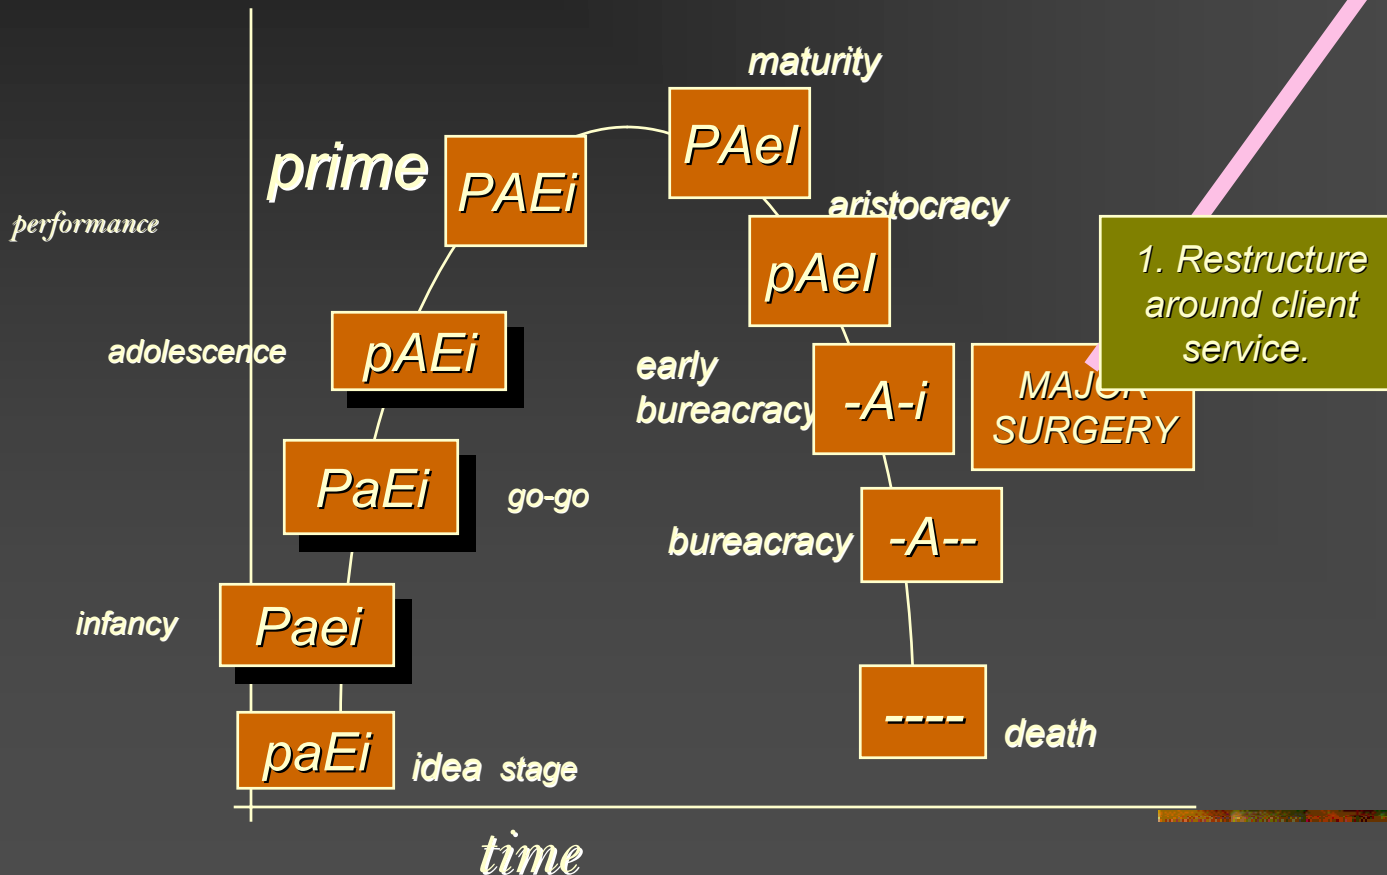 maturity
PAeI
prime
PAEi
performance
aristocracy
pAeI
1. Restructure
around client
service.
adolescence
pAEi
early
bureacracy
-A-i
MAJOR
SURGERY
PaEi
go-go
bureacracy
-A--
infancy
Paei
----
death
paEi
idea stage
time